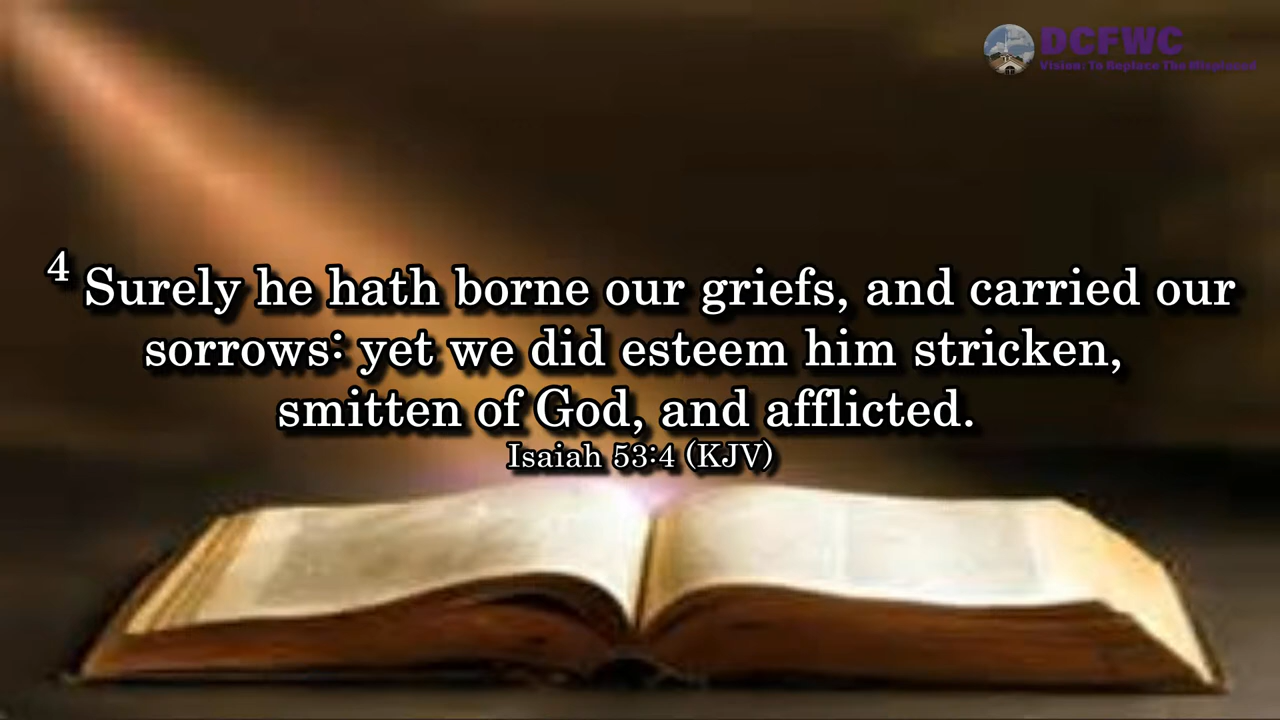 DCFWC
Vision: To Replace The Misplaced
4 Surely he hath borne our griefs, and carried our
sorrows: yet we did esteem him stricken,
smitten of God, and afflicted.
Isaiah 53:4 (KJV)